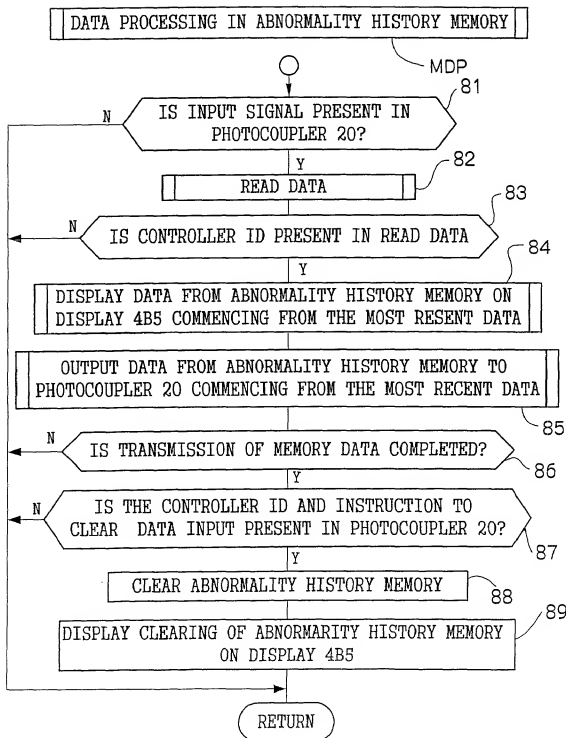 DATA PROCESSING IN ABNORMALITY HISTORY MEMORY
MDP
81
N
IS INPUT SIGNAL PRESENT IN
PHOTOCOUPLER 20?
Y
82
READ DATA
83
N
IS CONTROLLER ID PRESENT IN READ DATA
Y
84
DISPLAY DATA FROM ABNORMALITY HISTORY MEMORY ON
DISPLAY 4B5 COMMENCING FROM THE MOST RESENT DATA
OUTPUT DATA FROM ABNORMALITY HISTORY MEMORY TO
PHOTOCOUPLER 20 COMMENCING FROM THE MOST RECENT DATA
85
N
IS TRANSMISSION OF MEMORY DATA COMPLETED?
86
Y
N
IS THE CONTROLLER ID AND INSTRUCTION TO
CLEAR DATA INPUT PRESENT IN PHOTOCOUPLER 20?
87
Y
CLEAR ABNORMALITY HISTORY MEMORY
88
89
DISPLAY CLEARING OF ABNORMARITY HISTORY MEMORY
ON DISPLAY 4B5
RETURN